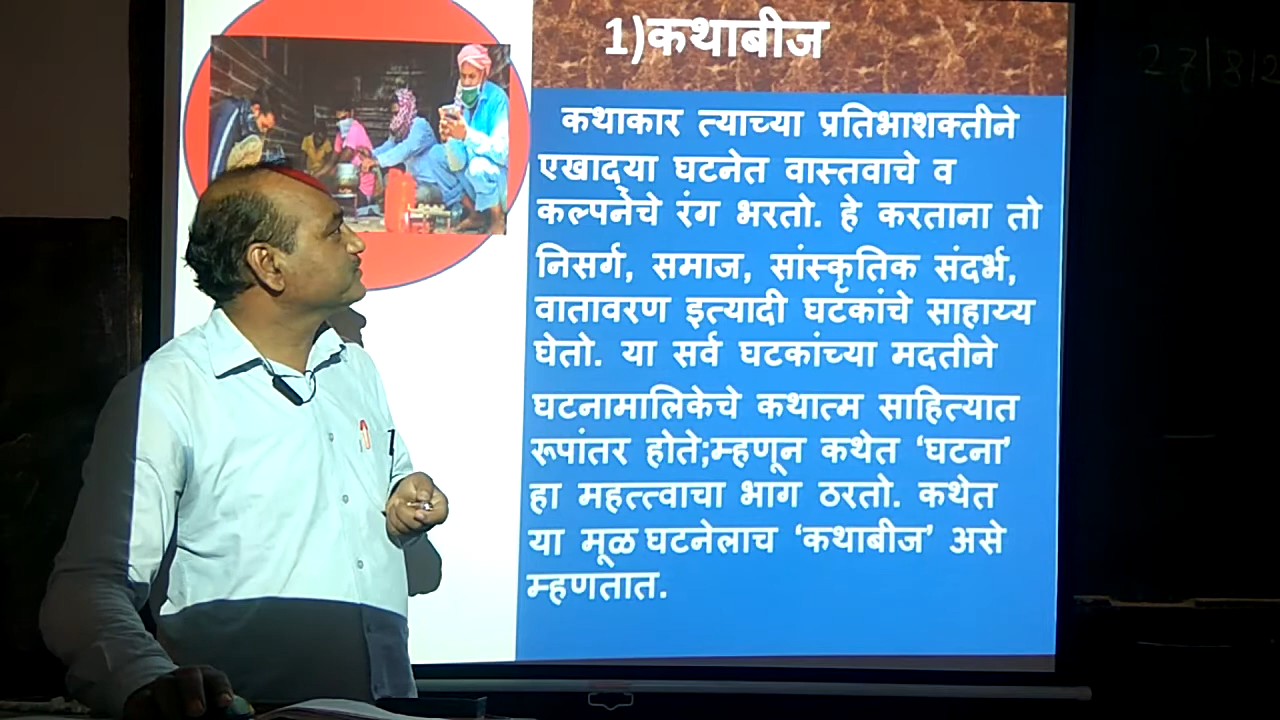 1)कथाबीज
कथाकार त्याच्या प्रतिभाशक्तीने
एखाद्या घटनेत वास्तवाचे व
कल्पनेचे रंग भरतो. हे करताना तो
निसर्ग, समाज, सांस्कृतिक संदर्भ,
वातावरण इत्यादी घटकांचे साहाय्य
घेतो. या सर्व घटकांच्या मदतीने
घटनामालिकेचे कथात्म साहित्यात
रूपांतर होते;म्हणून कथेत ‘घटना’
हा महत्त्वाचा भाग ठरतो. कथेत
या मूळ घटनेलाच ‘कथाबीज’ असे
म्हणतात.